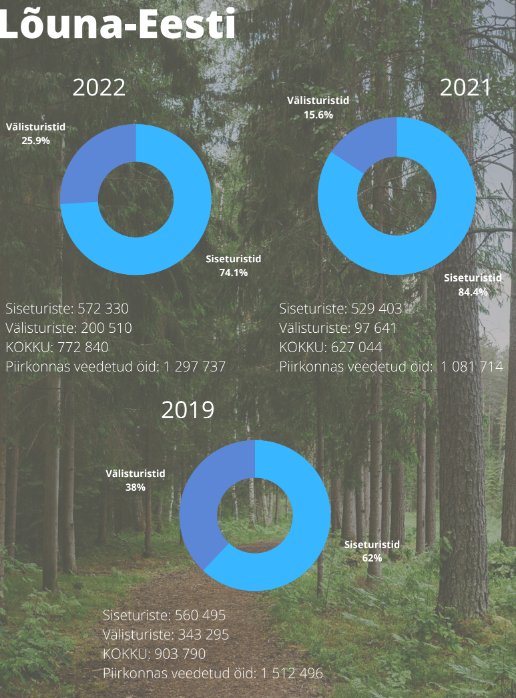 Lõuna-Eesti
2022
Välisturistid
25.9%
Siseturistid
74.1%
Siseturiste: 572 330
Välisturiste: 200 510
KOKKU: 772 840
Piirkonnas veedetud öid: 1 297 737
2021
Välisturistid
15.6%
Siseturistid
84.4%
Siseturiste: 529 403
Välisturiste: 97 641
KOKKU: 627 044
Piirkonnas veedetud öid: 1 081 714
2019
Välisturistid
38%
Siseturistid
62%
Siseturiste: 560 495
Välisturiste: 343 295
KOKKU: 903 790
Piirkonnas veedetud öid: 1 512 496